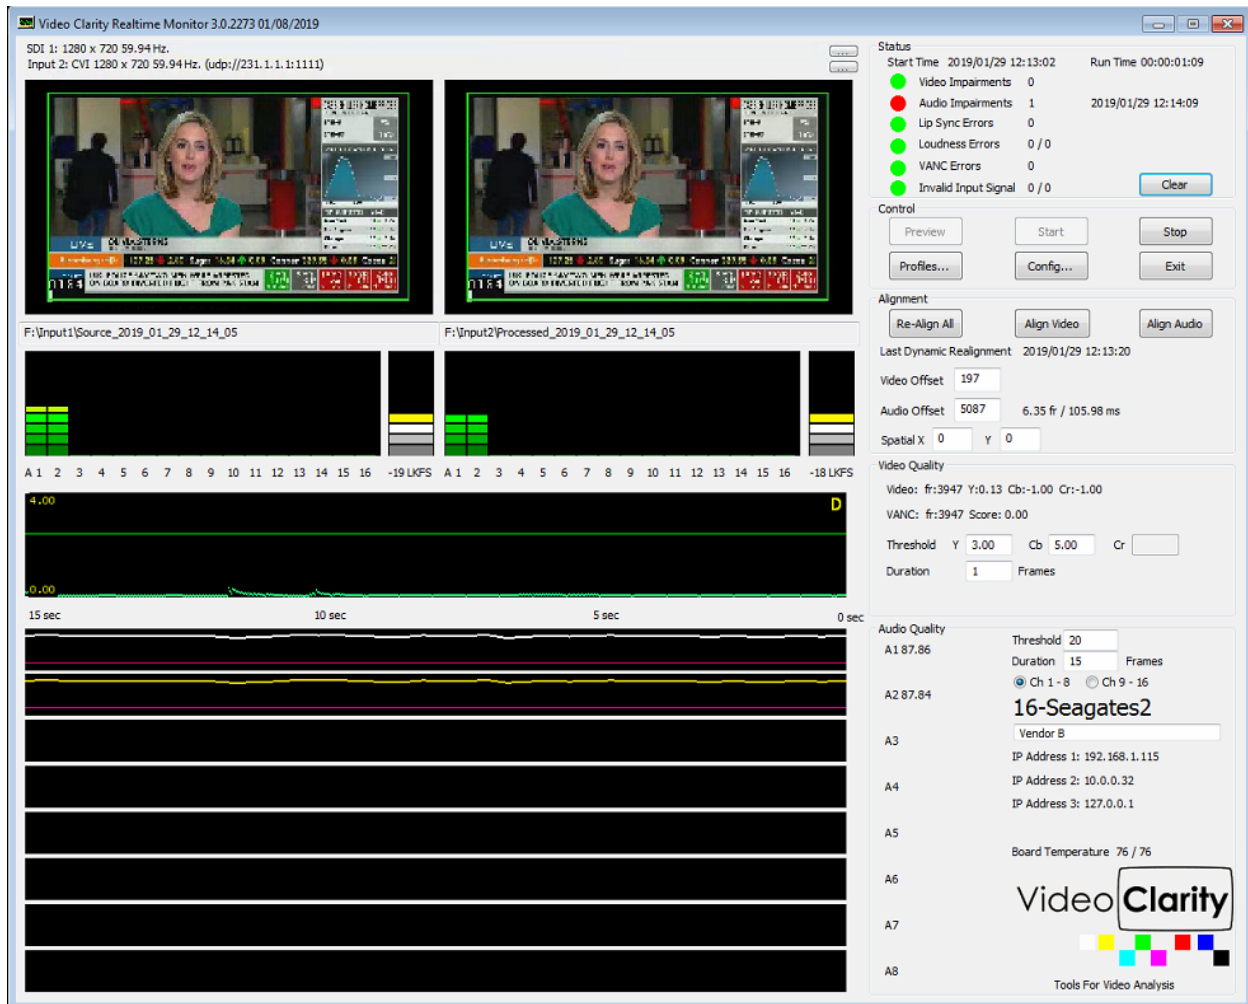 Video Clarity Realtime Monitor 3.0.2273 01/08/2019
SDI 1: 1280 x 720 59.94 Hz.
Input 2: CVI 1280 x 720 59.94 Hz. (udp://231.1.1.1:1111)
LIVE
LIVE
F:\Input1\Source_2019_01_29_12_14_05
F:\Input2\Processed_2019_01_29_12_14_05
A 1 2 3 4 5 6 7 8 9 10 11 12 13 14 15 16 -19 LKFS
A 1 2 3 4 5 6 7 8 9 10 11 12 13 14 15 16 -18 LKFS
4.00
D
0.00
15 sec 10 sec 5 sec 0 sec
Status
Start Time 2019/01/29 12:13:02 Run Time 00:00:01:09
Video Impairments 0
Audio Impairments 1 2019/01/29 12:14:09
Lip Sync Errors 0
Loudness Errors 0 / 0
VANC Errors 0
Invalid Input Signal 0 / 0
Clear
Control
Preview Start Stop
Profiles... Config... Exit
Alignment
Re-Align All Align Video Align Audio
Last Dynamic Realignment 2019/01/29 12:13:20
Video Offset 197
Audio Offset 5087 6.35 fr / 105.98 ms
Spatial X 0 Y 0
Video Quality
Video: fr:3947 Y:0.13 Cb:-1.00 Cr:-1.00
VANC: fr:3947 Score: 0.00
Threshold Y 3.00 Cb 5.00 Cr
Duration 1 Frames
Audio Quality
A1 87.86
A2 87.84
A3
A4
A5
A6
A7
A8
Threshold 20
Duration 15 Frames
Ch 1 - 8 Ch 9 - 16
16-Seagates2
Vendor B
IP Address 1: 192.168.1.115
IP Address 2: 10.0.0.32
IP Address 3: 127.0.0.1
Board Temperature 76 / 76
Video Clarity
Tools For Video Analysis